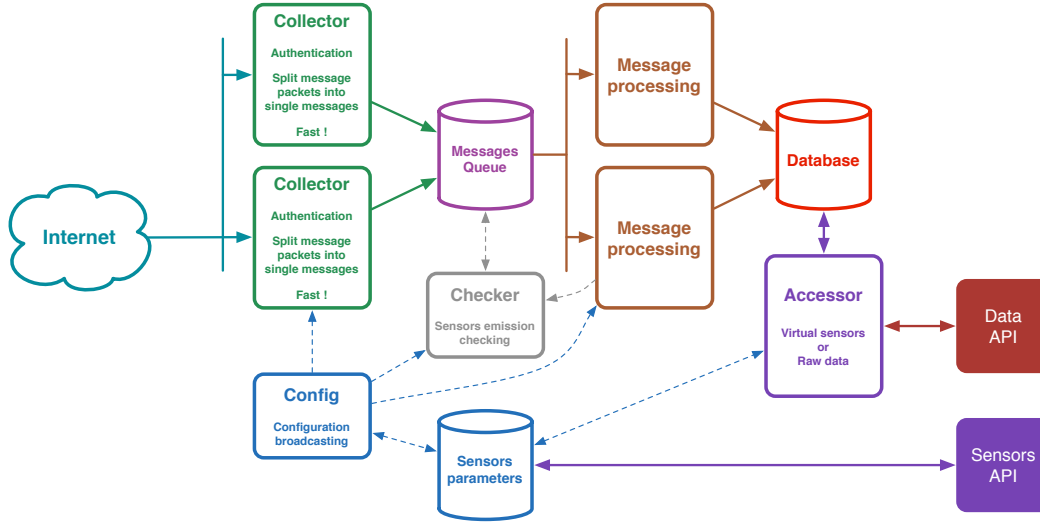 Collector
Authentication
Split message
packets into
single messages
Fast !
Collector
Authentication
Split message
packets into
single messages
Fast !
Internet
Messages
Queue
Message
processing
Message
processing
Database
Checker
Sensors emission
checking
Accessor
Virtual sensors
or
Raw data
Data
API
Config
Configuration
broadcasting
Sensors
parameters
Sensors
API